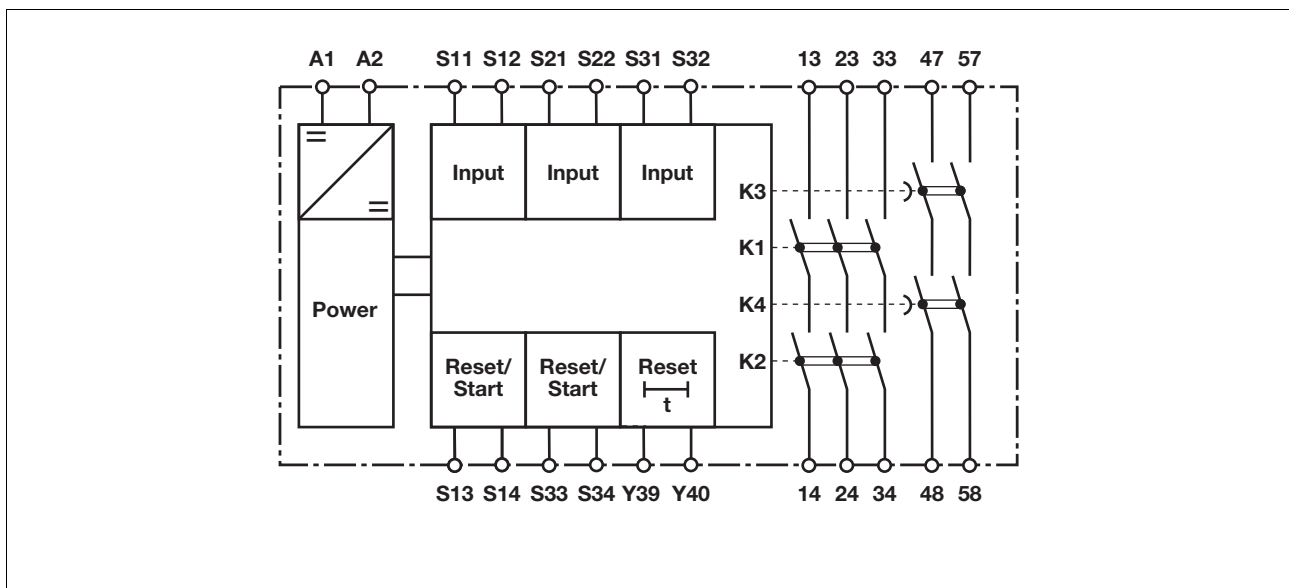 A1 A2 S11 S12 S21 S22 S31 S32 13 23 33 47 57
Input Input Input
K3
K1
K4
Power
K2
Reset/
Start
Reset/
Start
Reset
t
S13 S14 S33 S34 Y39 Y40 14 24 34 48 58